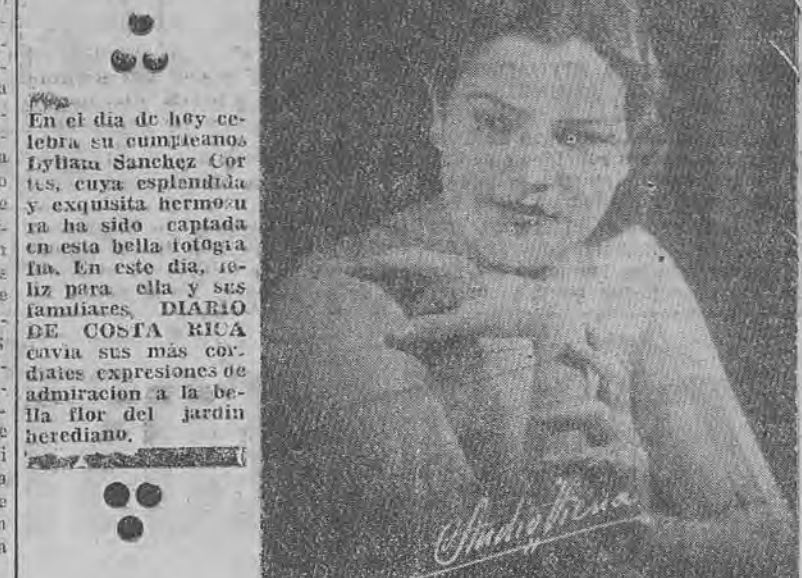 En el dia de hoy ce-
lebra su cumpleanos
Lyliam Sanchez Cor
tes, cuya esplendida
y exquisita hermosu
ra ha sido captada
en esta bella fotogra
fia. En este dia, fe-
liz para ella y sus
familiares, DIARIO
DE COSTA RICA
envia sus más cor-
diales expresiones de
admiracion a la be-
lla flor del jardin
herediano.
Studio Viena